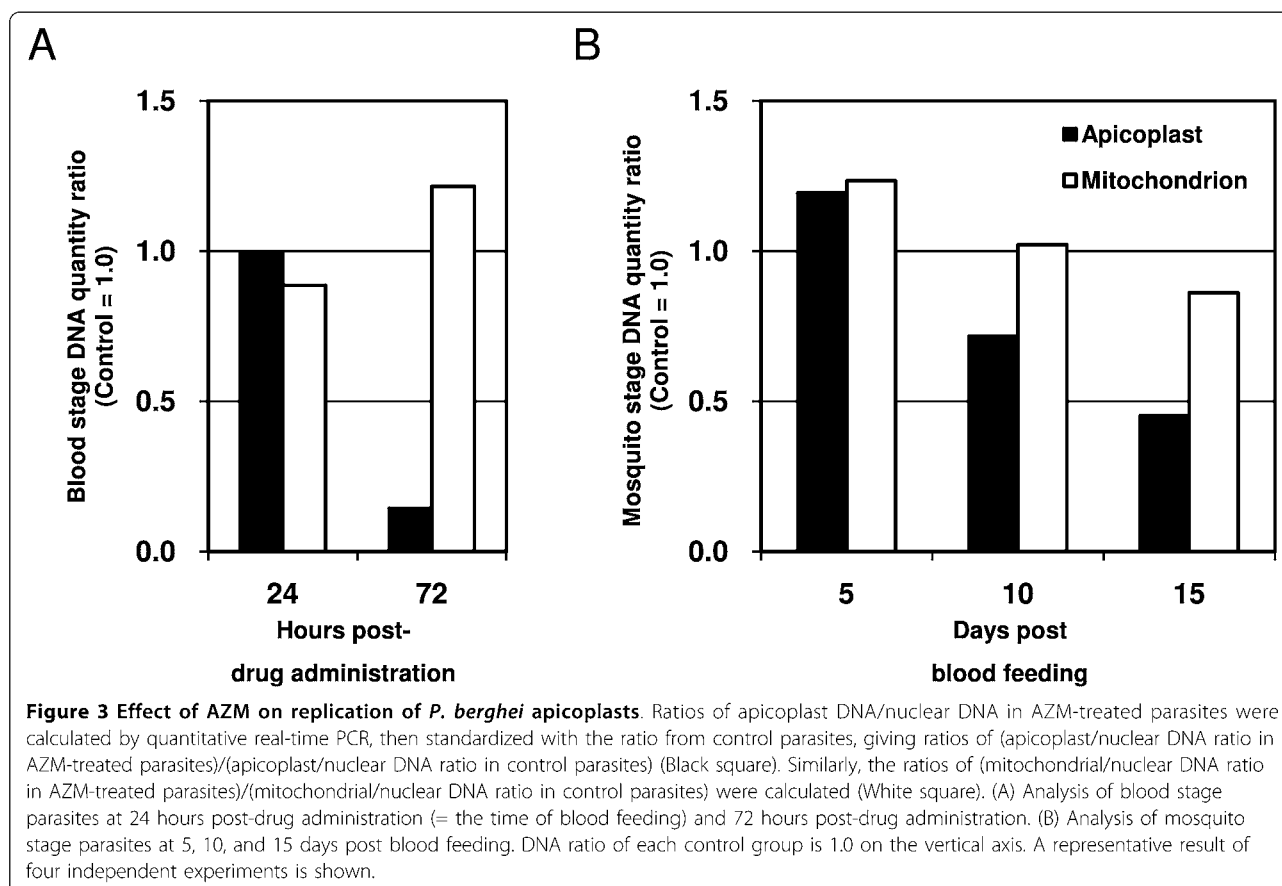 A
B
Blood stage DNA quantity ratio
(Control = 1.0)
1.5
1.0
0.5
0.0
24
72
Hours post-
drug administration
Mosquito stage DNA quantity ratio
(Control = 1.0)
1.5
1.0
0.5
0.0
Apicoplast
Mitochondrion
5
10
15
Days post
blood feeding
Figure 3 Effect of AZM on replication of P. berghei apicoplasts. Ratios of apicoplast DNA/nuclear DNA in AZM-treated parasites were
calculated by quantitative real-time PCR, then standardized with the ratio from control parasites, giving ratios of (apicoplast/nuclear DNA ratio in
AZM-treated parasites)/(apicoplast/nuclear DNA ratio in control parasites) (Black square). Similarly, the ratios of (mitochondrial/nuclear DNA ratio
in AZM-treated parasites)/(mitochondrial/nuclear DNA ratio in control parasites) were calculated (White square). (A) Analysis of blood stage
parasites at 24 hours post-drug administration (= the time of blood feeding) and 72 hours post-drug administration. (B) Analysis of mosquito
stage parasites at 5, 10, and 15 days post blood feeding. DNA ratio of each control group is 1.0 on the vertical axis. A representative result of
four independent experiments is shown.